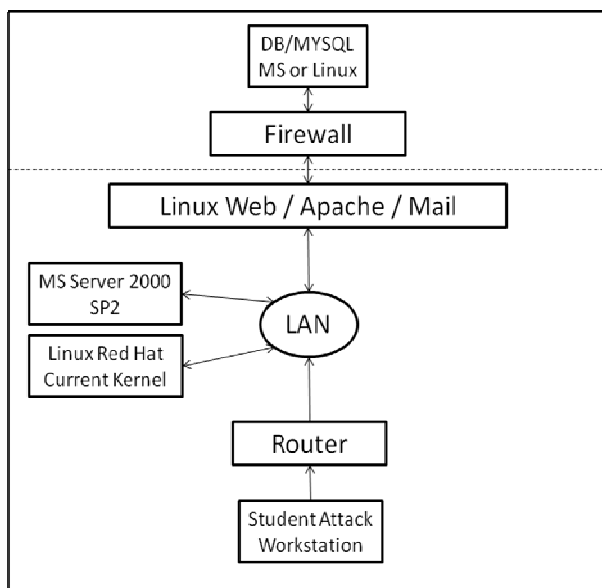 DB/MYSQL
MS or Linux
Firewall
Linux Web / Apache / Mail
MS Server 2000
SP2
LAN
Linux Red Hat
Current Kernel
Router
Student Attack
Workstation